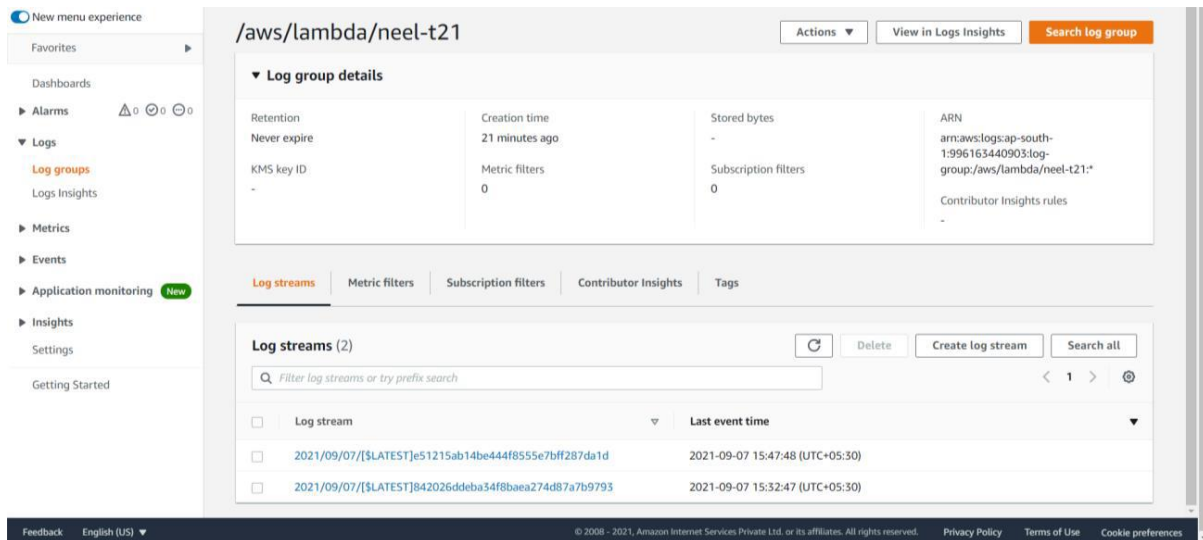 New menu experience
Favorites
Dashboards
Alarms 0 0 0
Logs
Log groups
Logs Insights
Metrics
Events
Application monitoring New
Insights
Settings
Getting Started
/aws/lambda/neel-t21
Actions View in Logs Insights Search log group
Log group details
Retention
Never expire
KMS key ID
-
Creation time
21 minutes ago
Metric filters
0
Stored bytes
-
Subscription filters
0
ARN
arn:aws:logs:ap-south-
1:996163440903:log-
group:/aws/lambda/neel-t21:*
Contributor Insights rules
-
Log streams Metric filters Subscription filters Contributor Insights Tags
Log streams (2) Delete Create log stream Search all
Filter log streams or try prefix search 1
Log stream Last event time
2021/09/07/[$LATEST]e51215ab14be444f8555e7bff287da1d 2021-09-07 15:47:48 (UTC+05:30)
2021/09/07/[$LATEST]842026ddeba34f8baea274d87a7b9793 2021-09-07 15:32:47 (UTC+05:30)
Feedback English (US) © 2008 - 2021, Amazon Internet Services Private Ltd. or its affiliates. All rights reserved. Privacy Policy Terms of Use Cookie preferences